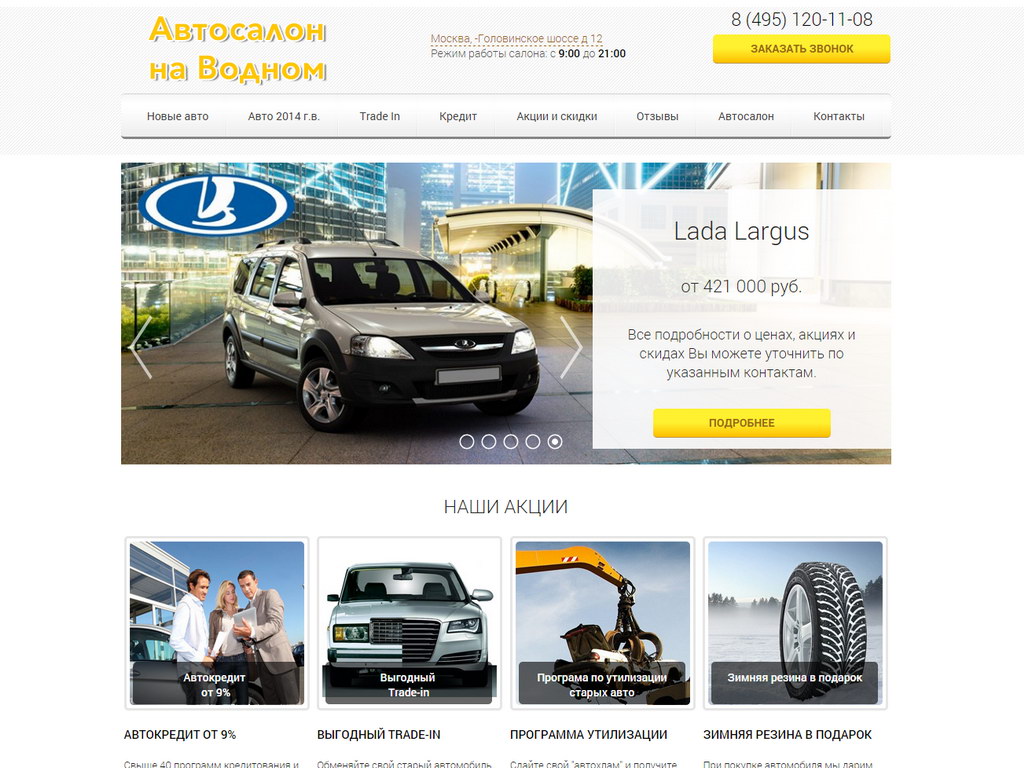 Автосалон
на Водном
Москва, -Головинское шоссе д 12
Режим работы салона: с 9:00 до 21:00
8 (495) 120-11-08
ЗАКАЗАТЬ ЗВОНОК
Новые авто Авто 2014 г.в. Trade In Кредит Акции и скидки Отзывы Автосалон Контакты
Lada Largus
от 421 000 руб.
Все подробности о ценах, акциях и
скидах Вы можете уточнить по
указанным контактам.
ПОДРОБНЕЕ
НАШИ АКЦИИ
Автокредит
от 9%
Выгодный
Trade-in
Програма по утилизации
старых авто
Зимняя резина в подарок
АВТОКРЕДИТ ОТ 9%
ВЫГОДНЫЙ TRADE-IN
ПРОГРАММА УТИЛИЗАЦИИ
ЗИМНЯЯ РЕЗИНА В ПОДАРОК
Свыше 40 программ кредитования и
Обменяйте свой старый автомобиль
Сдайте свой "автохлам" и получите
При покупке автомобиля мы дарим